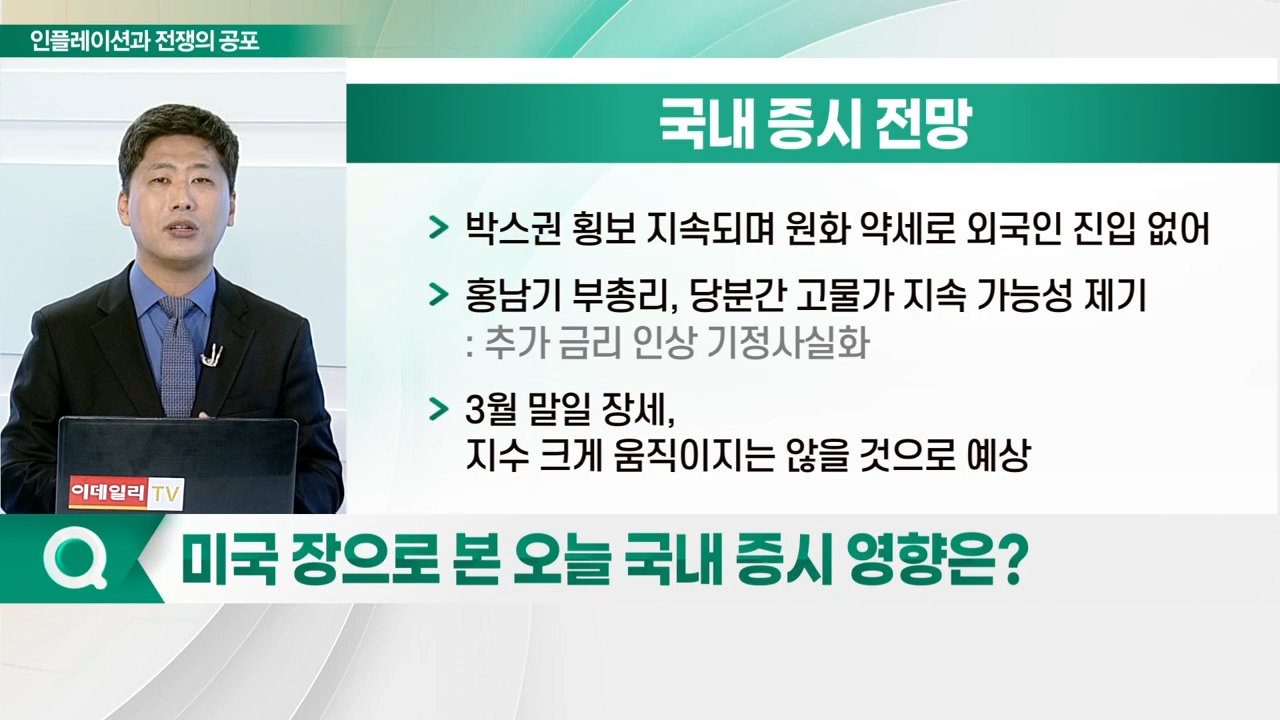 인플레이션과 전쟁의 공포
국내 증시 전망
> 박스권 횡보 지속되며 원화 약세로 외국인 진입 없어
> 홍남기 부총리, 당분간 고물가 지속 가능성 제기
: 추가 금리 인상 기정사실화
> 3월 말일 장세,
지수 크게 움직이지는 않을 것으로 예상
이데일리 TV
Q 미국 장으로 본 오늘 국내 증시 영향은?